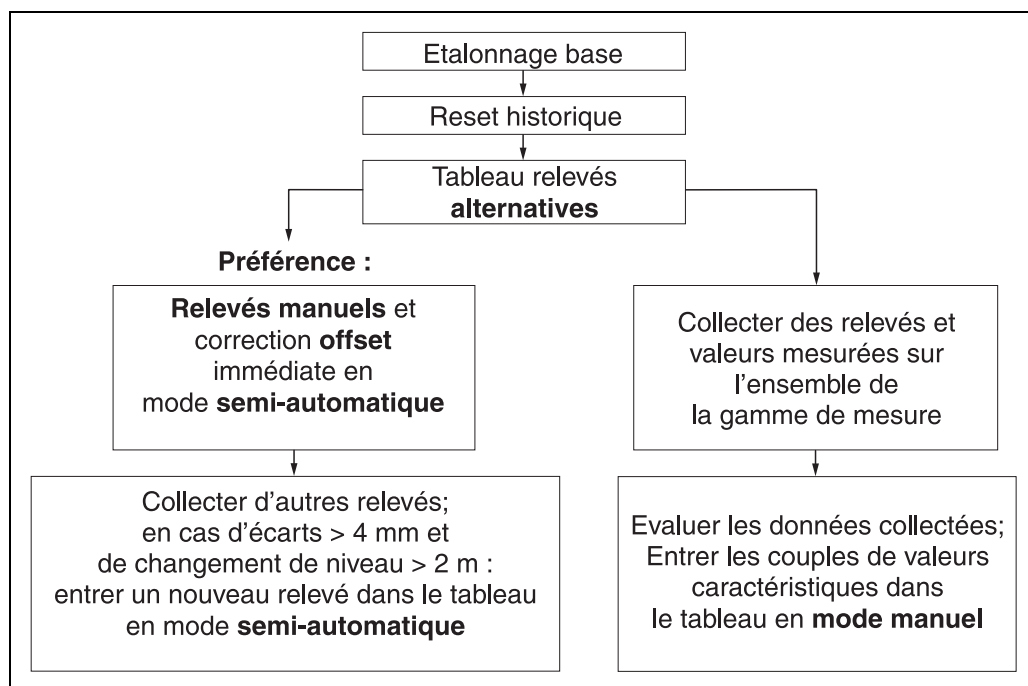 Etalonnage base
Reset historique
Tableau relevés
alternatives
Préférence :
Relevés manuels et
correction offset
immédiate en
mode semi-automatique
Collecter des relevés et
valeurs mesurées sur
l'ensemble de
la gamme de mesure
Collecter d'autres relevés;
en cas d'écarts > 4 mm et
de changement de niveau > 2 m :
entrer un nouveau relevé dans le tableau
en mode semi-automatique
Evaluer les données collectées;
Entrer les couples de valeurs
caractéristiques dans
le tableau en mode manuel